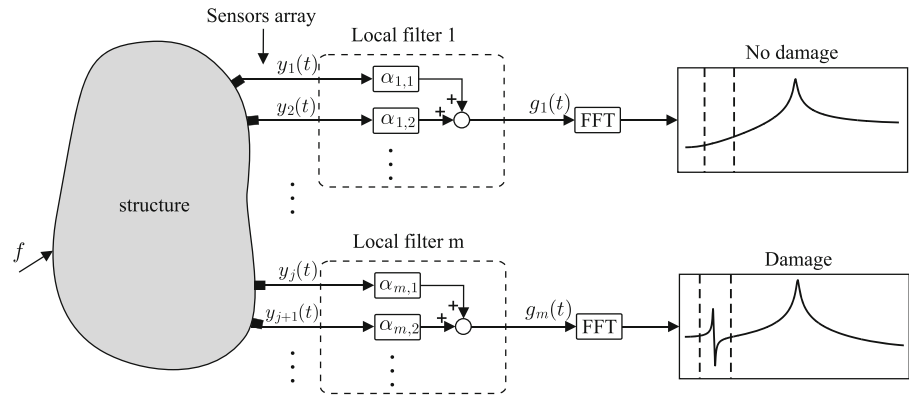 Sensors array
Local filter 1
No damage
y₁(t)
α₁,₁
+
y₂(t)
α₁,₂
+
g₁(t)
FFT
structure
f
Local filter m
Damage
yⱼ(t)
αₘ,₁
+
yⱼ₊₁(t)
αₘ,₂
+
gₘ(t)
FFT